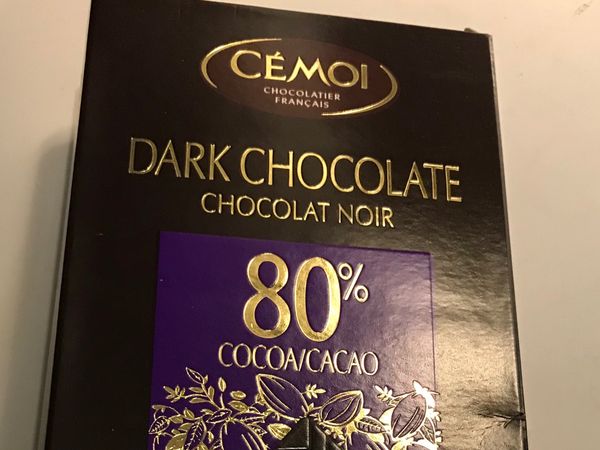 CÉMOI
CHOCOLATIER
FRANÇAIS
DARK CHOCOLATE
CHOCOLAT NOIR
80%
COCOA/CACAO